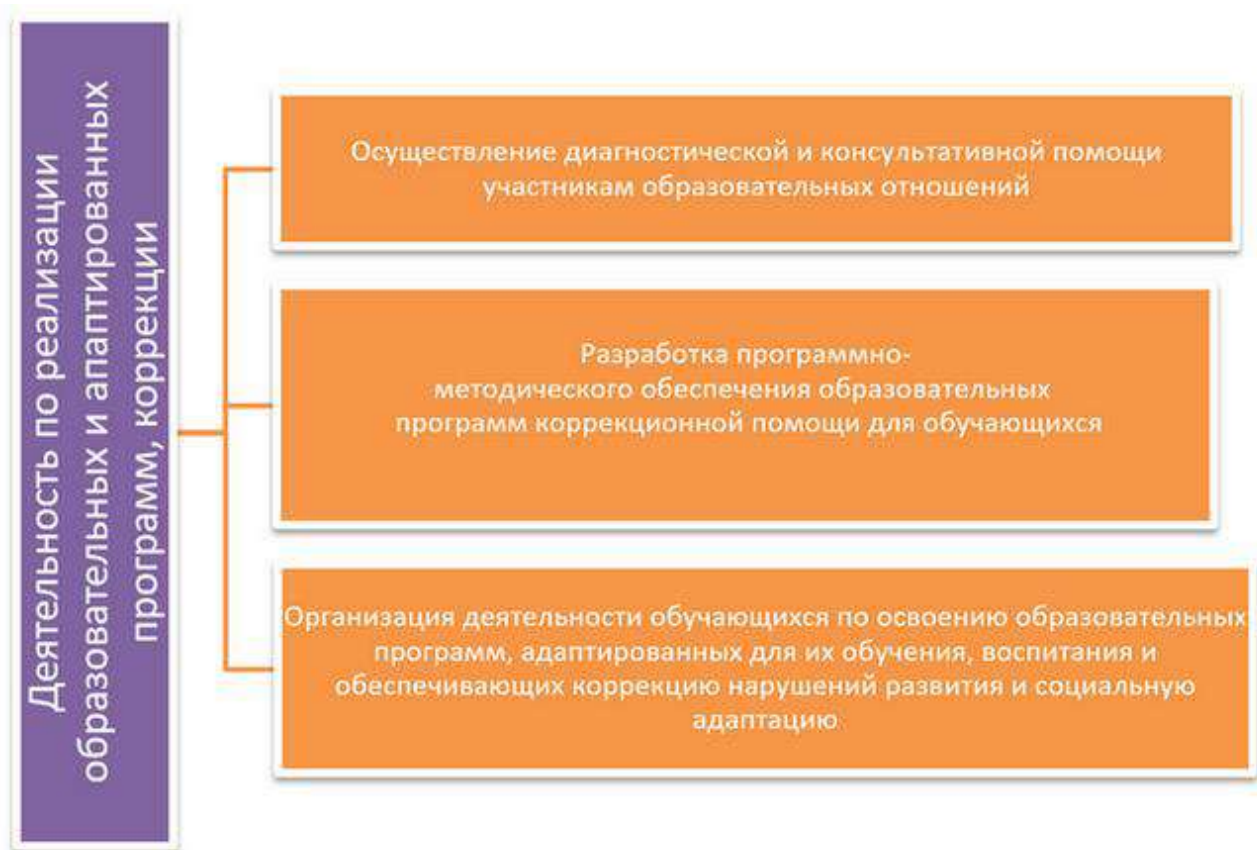 Деятельность по реализации
образовательных и апаптированных
программ, коррекции
Осуществление диагностической и консультативной помощи
участникам образовательных отношений
Разработка программно-
методического обеспечения образовательных
программ коррекционной помощи для обучающихся
Организация деятельности обучающихся по освоению образовательных
программ, адаптированных для их обучения, воспитания и
обеспечивающих коррекцию нарушений развития и социальную
адаптацию